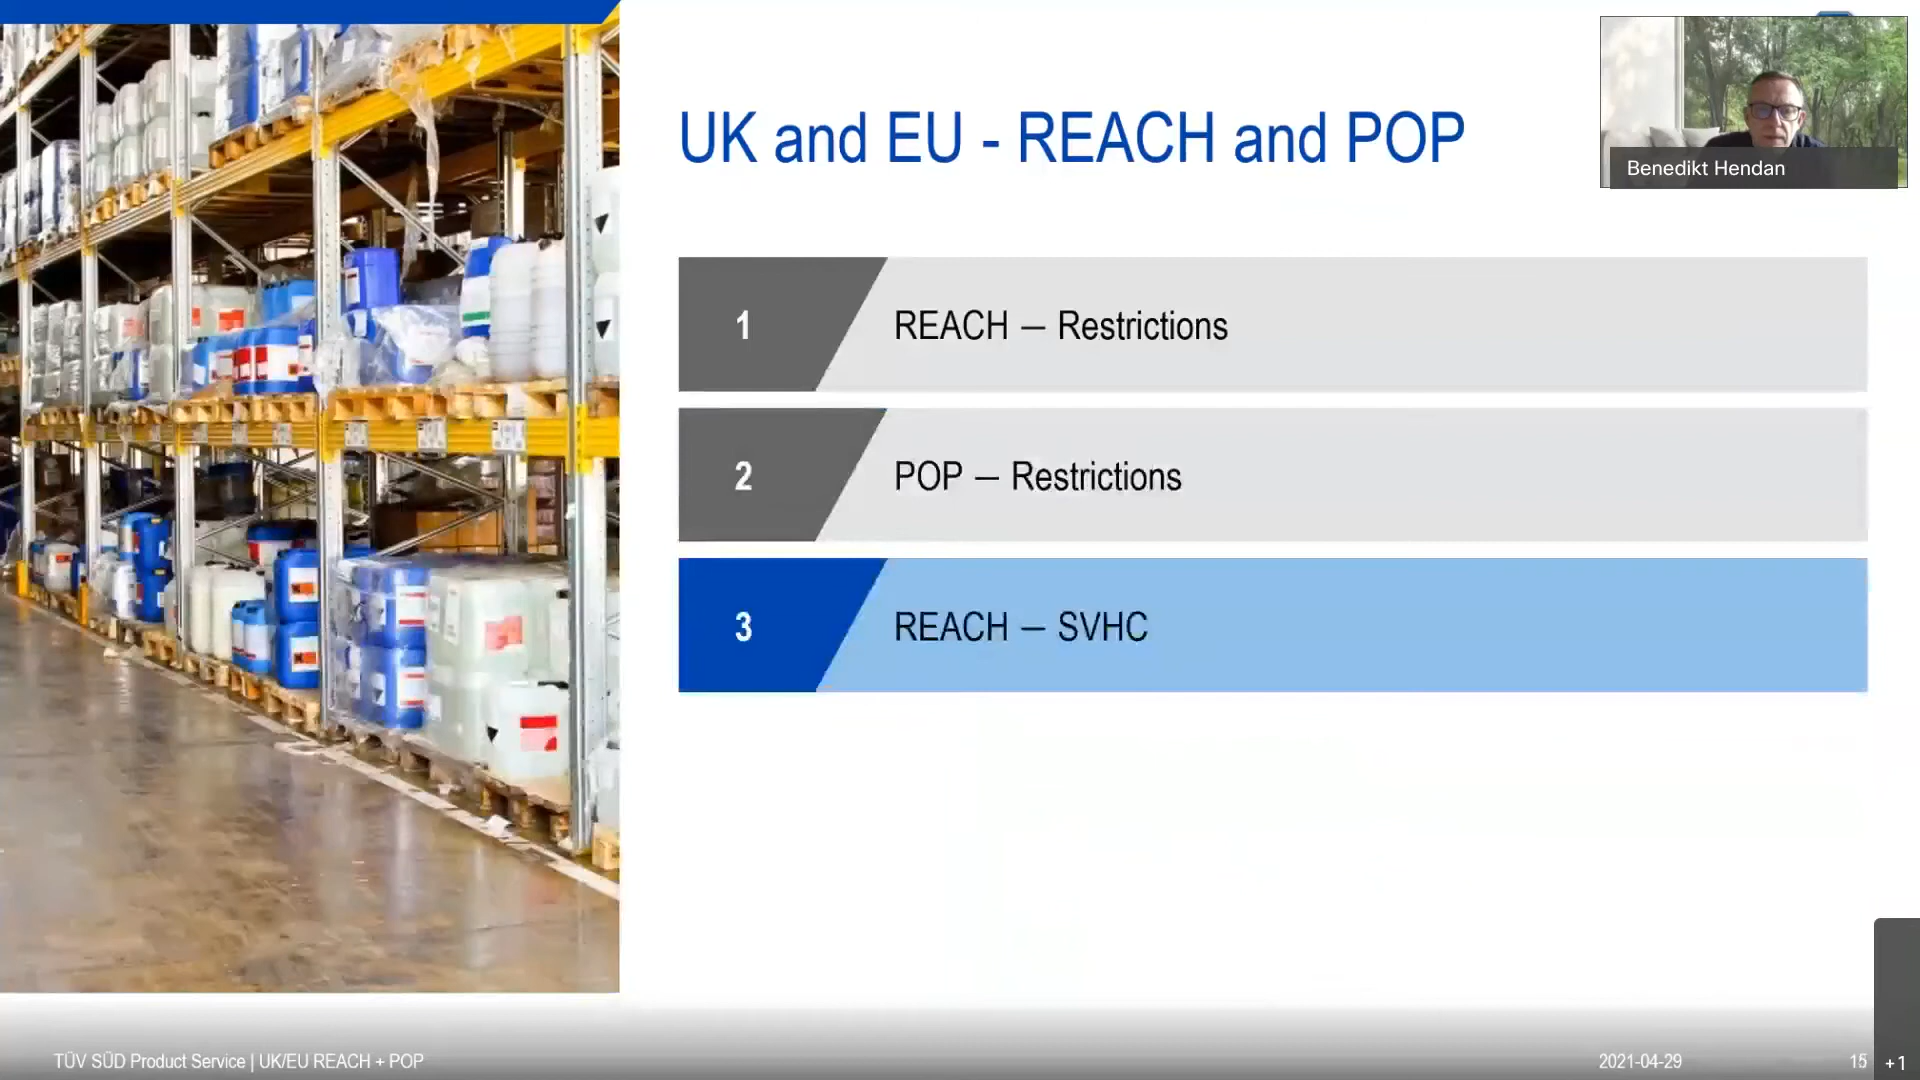 UK and EU - REACH and POP
Benedikt Hendan
1
REACH – Restrictions
2
POP – Restrictions
3
REACH – SVHC
TÜV SÜD Product Service | UK/EU REACH + POP
2021-04-29
15
+1